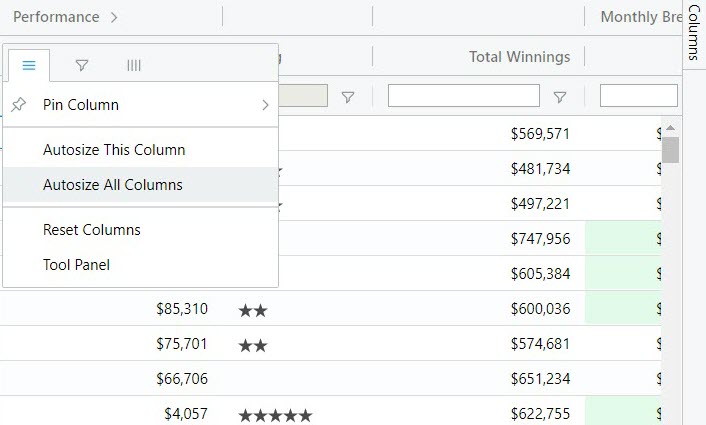 Performance
Monthly Bre
Columns
Total Winnings
Pin Column
Autosize This Column
Autosize All Columns
Reset Columns
Tool Panel
$569,571
$481,734 $
$497,221 $
$747,956 $
$605,384 $
$85,310 ★★ $600,036 $
$75,701 ★★ $574,681 $
$66,706 $651,234 $
$4,057 ★★★★★ $622,755 $